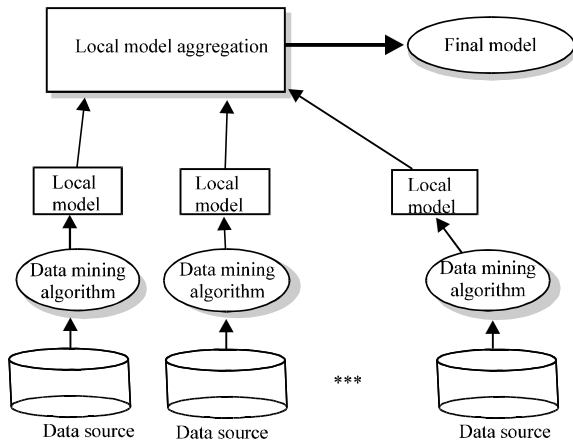 Local model aggregation
Final model
Local
model
Local
model
Local
model
Data mining
algorithm
Data mining
algorithm
Data mining
algorithm
***
Data source
Data source
Data source